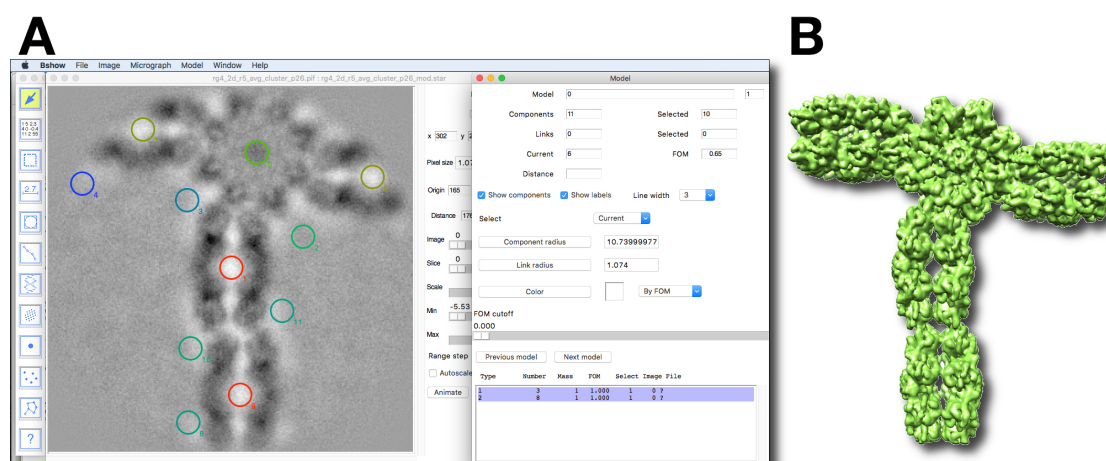 A
B
Bshow File Image Micrograph Model Window Help
rg4_2d_r5_avg_cluster_p26.pif : rg4_2d_r5_avg_cluster_p26_mod.star
Model
Model 0 1
Components 11 Selected 10
Links 0 Selected 0
Current 6 FOM 0.65
Distance
Show components Show labels Line width 3
Select Current
Component radius 10.73999977
Link radius 1.074
Color By FOM
FOM cutoff
0.000
Previous model Next model
Type Number Mass FOM Select Image File
1 3 1 1.000 1 0 ?
2 8 1 1.000 1 0 ?
x 302 y
Pixel size 1.07
Origin 165
Distance 176
Image 0
Slice 0
Scale
Min -5.53
Max
Range step
Autoscale
Animate
2.7
?
4
3
11